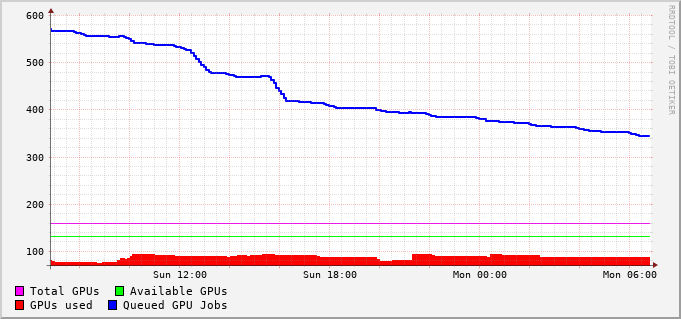 600
500
400
300
200
100
Sun 12:00 Sun 18:00 Mon 00:00 Mon 06:00
Total GPUs Available GPUs
GPUs used Queued GPU Jobs
RRDTOOL / TOBI OETIKER